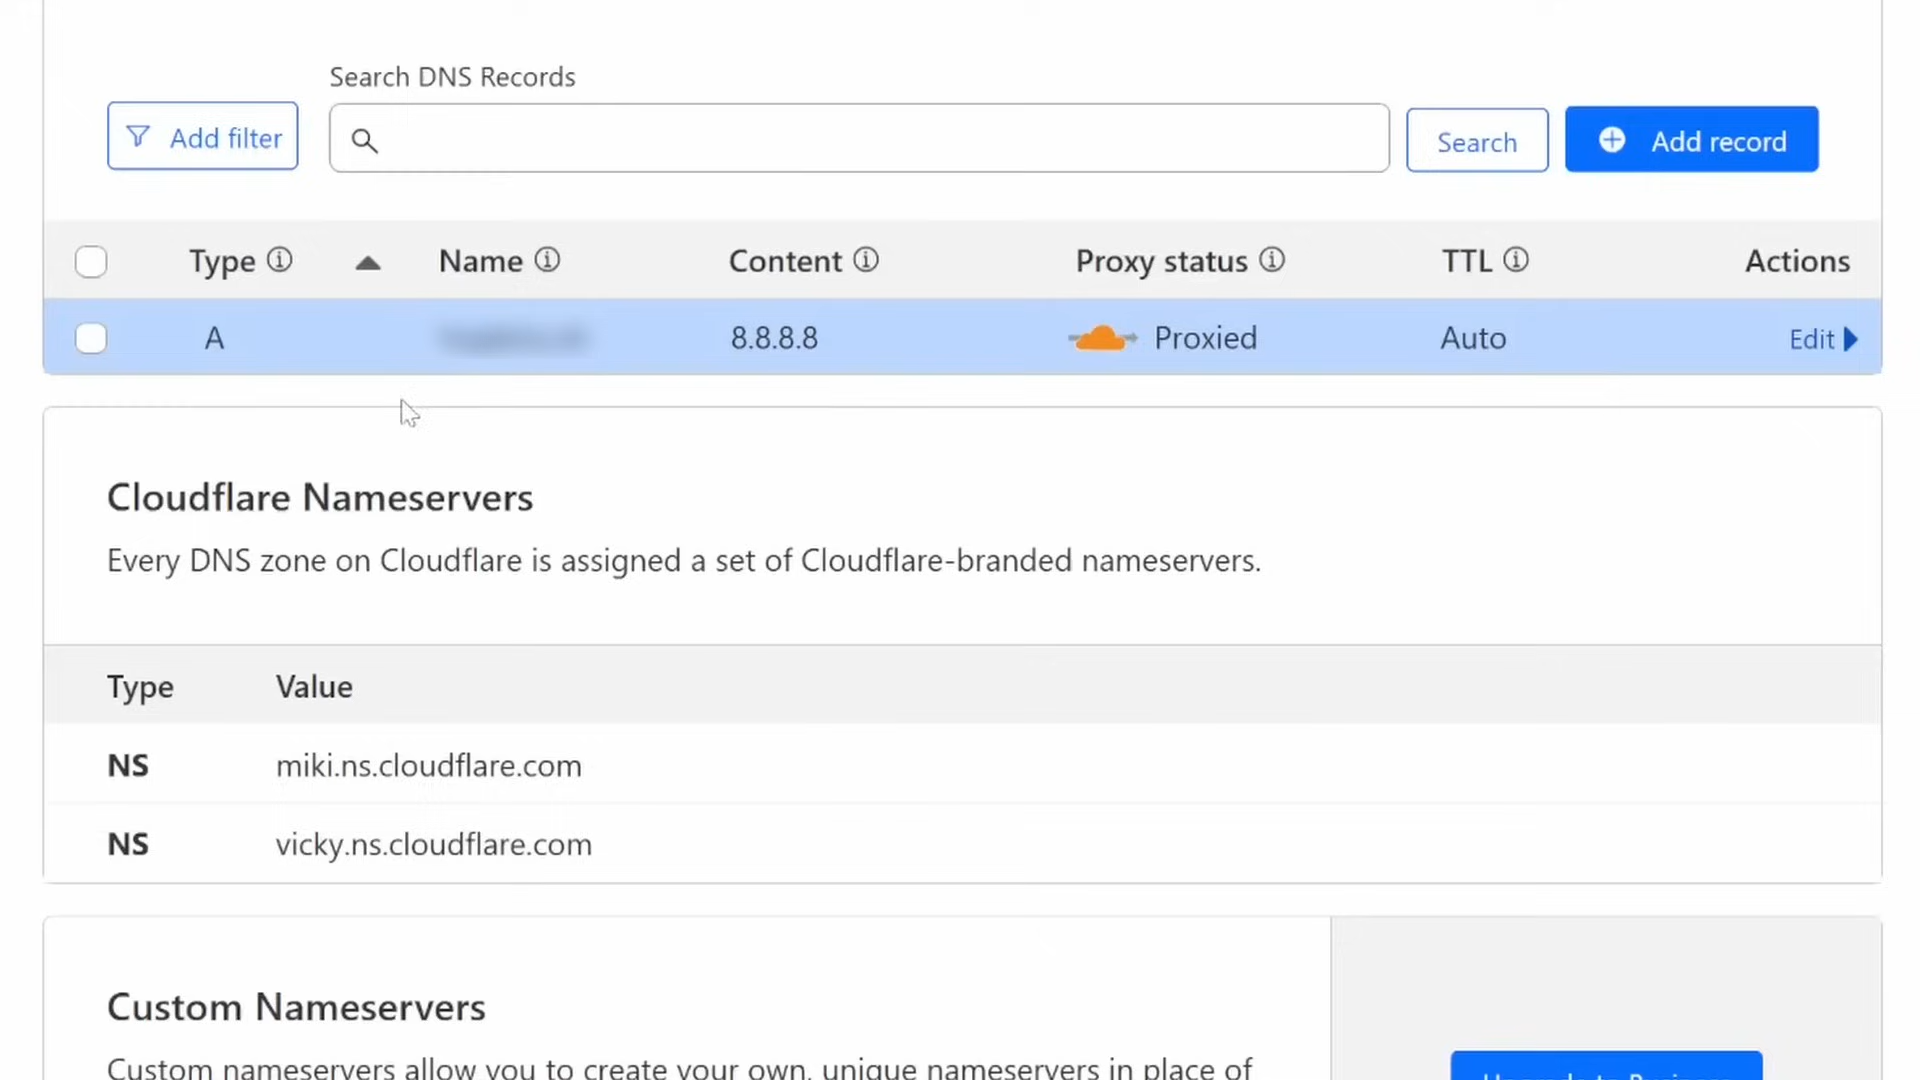 Search DNS Records
Add filter
Search
Add record
Type Name Content Proxy status TTL Actions
A 8.8.8.8 Proxied Auto Edit
Cloudflare Nameservers
Every DNS zone on Cloudflare is assigned a set of Cloudflare-branded nameservers.
Type Value
NS miki.ns.cloudflare.com
NS vicky.ns.cloudflare.com
Custom Nameservers
Custom nameservers allow you to create your own, unique nameservers in place of
Upgrade to Business